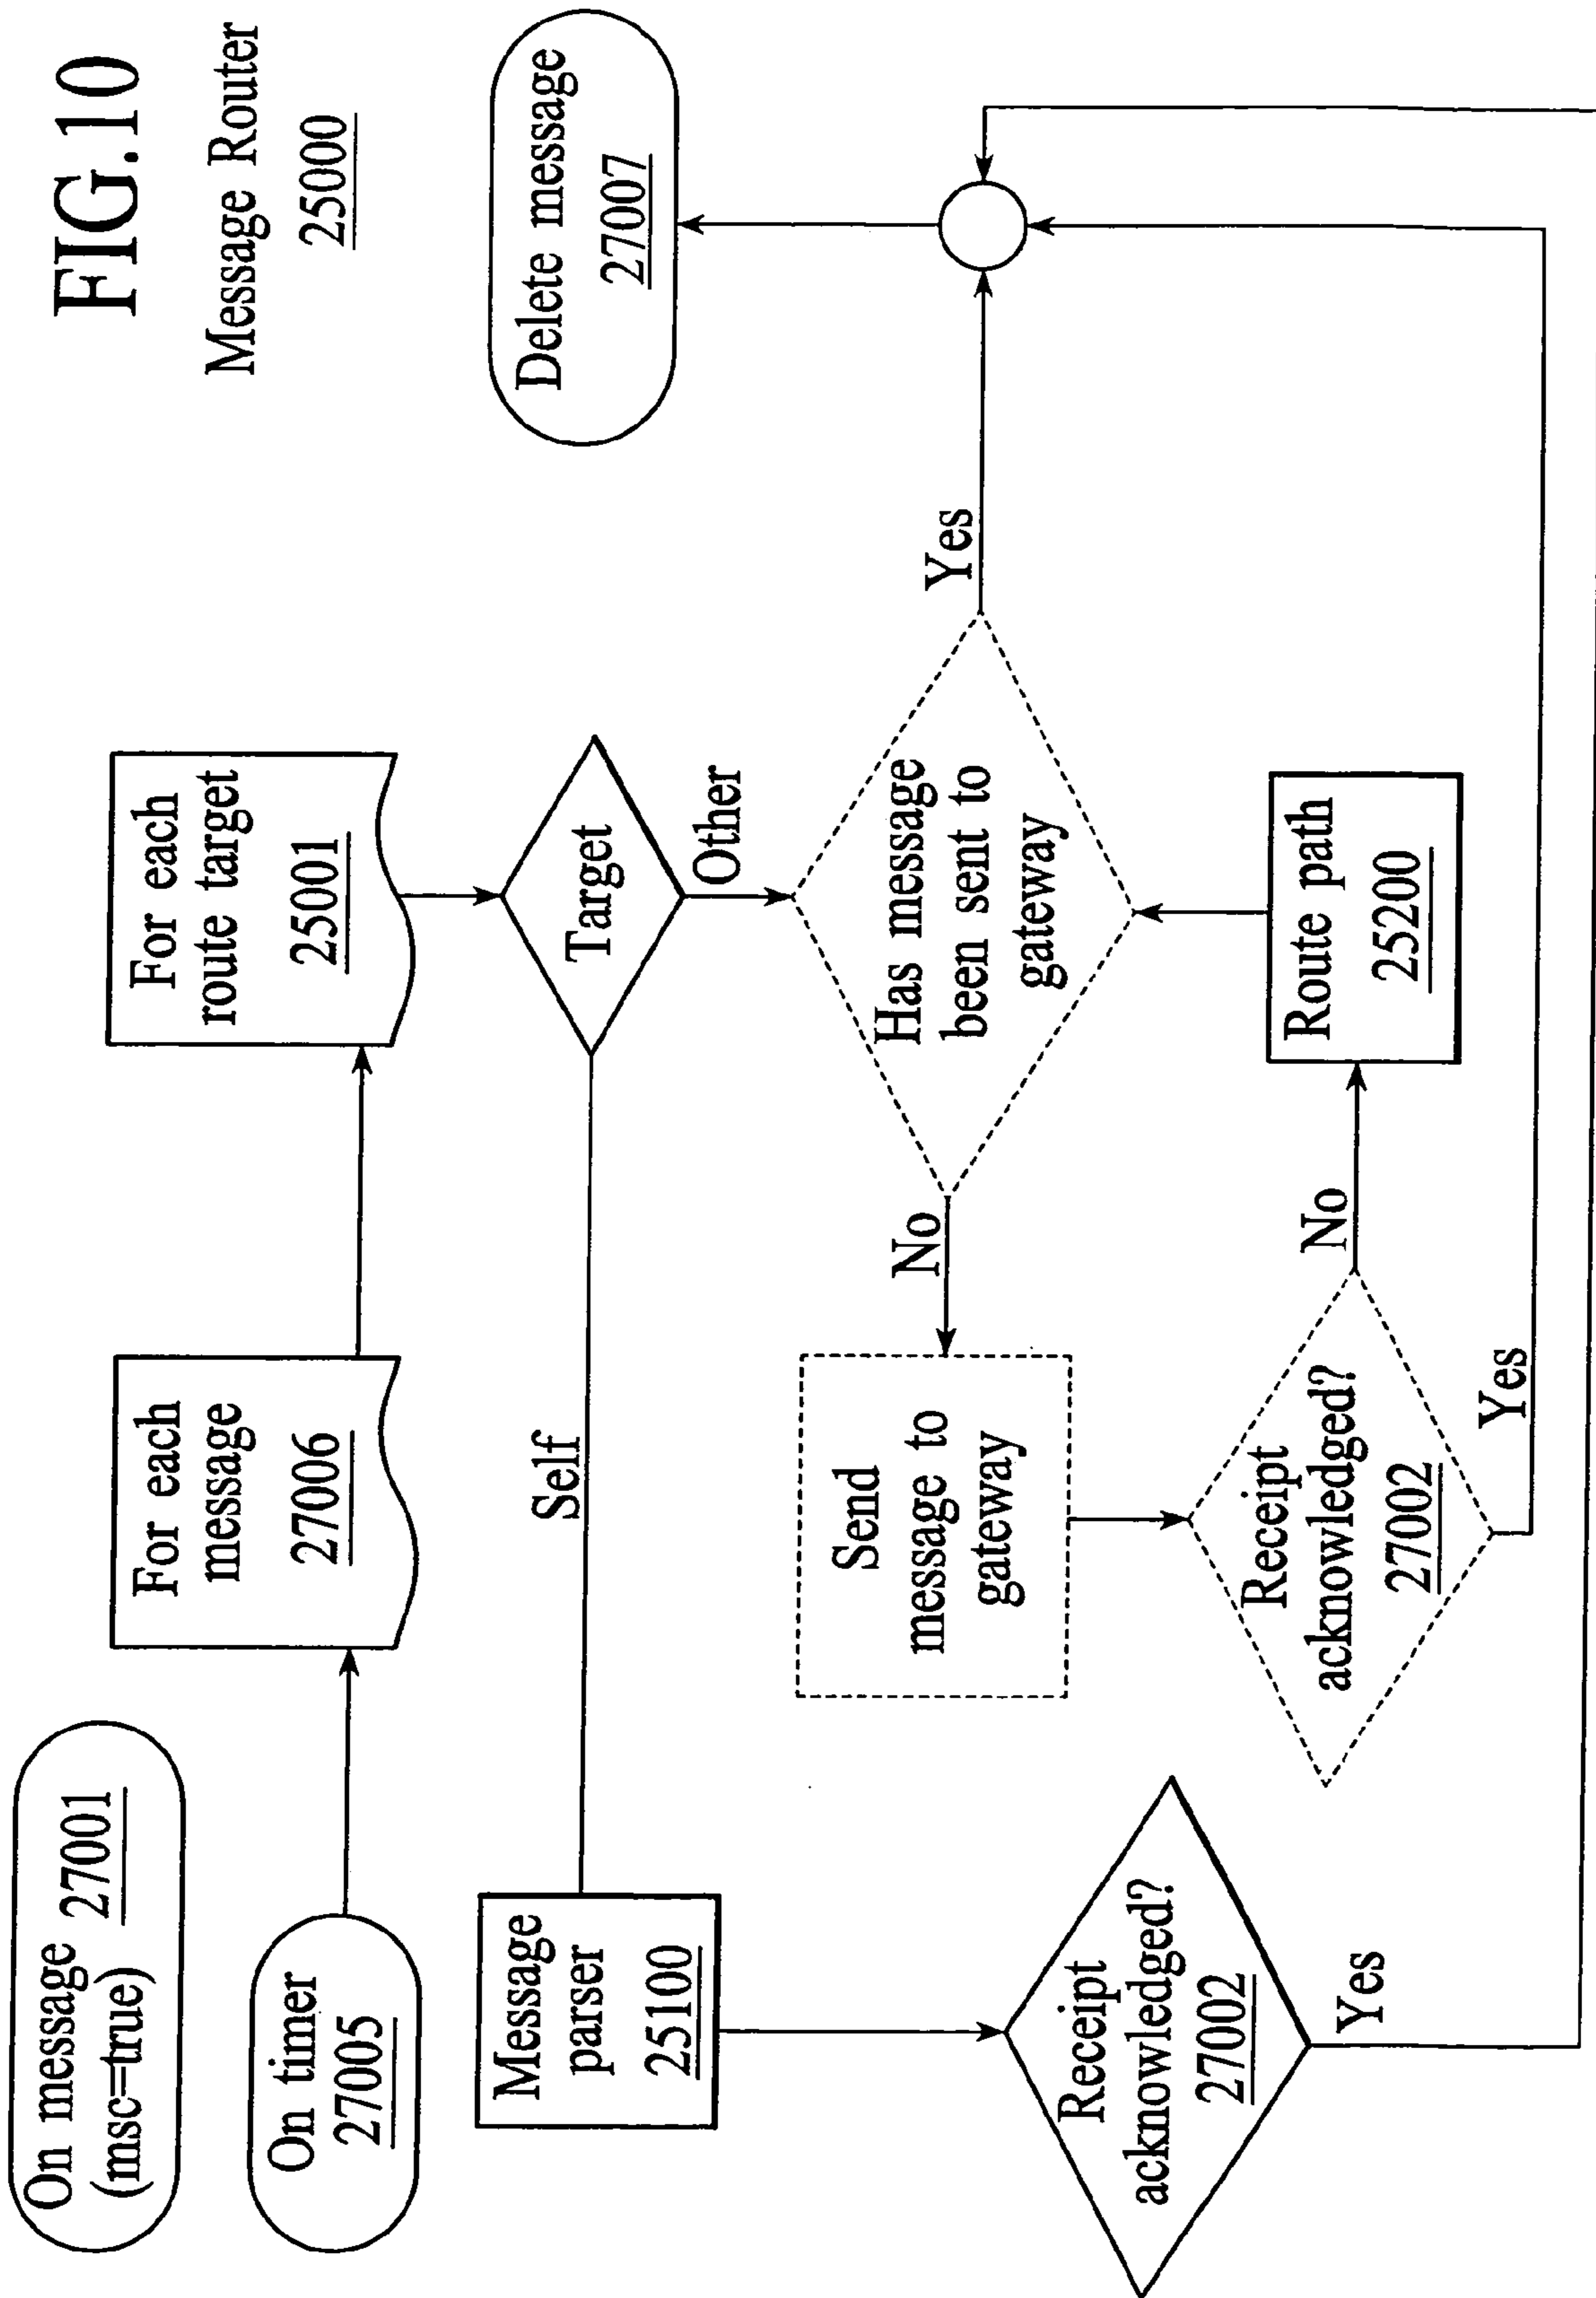 FIG.10
Message Router
25000
On message 27001
(msc=true)
On timer
27005
For each
message
27006
For each
route target
25001
Target
Self
Other
Message
parser
25100
Delete message
27007
Has message
been sent to
gateway
Yes
No
Send
message to
gateway
Receipt
acknowledged?
27002
No
Yes
Route path
25200
Receipt
acknowledged?
27002
Yes